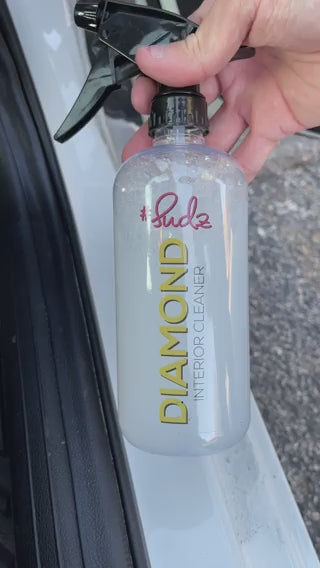 #Sudz
DIAMOND
INTERIOR CLEANER